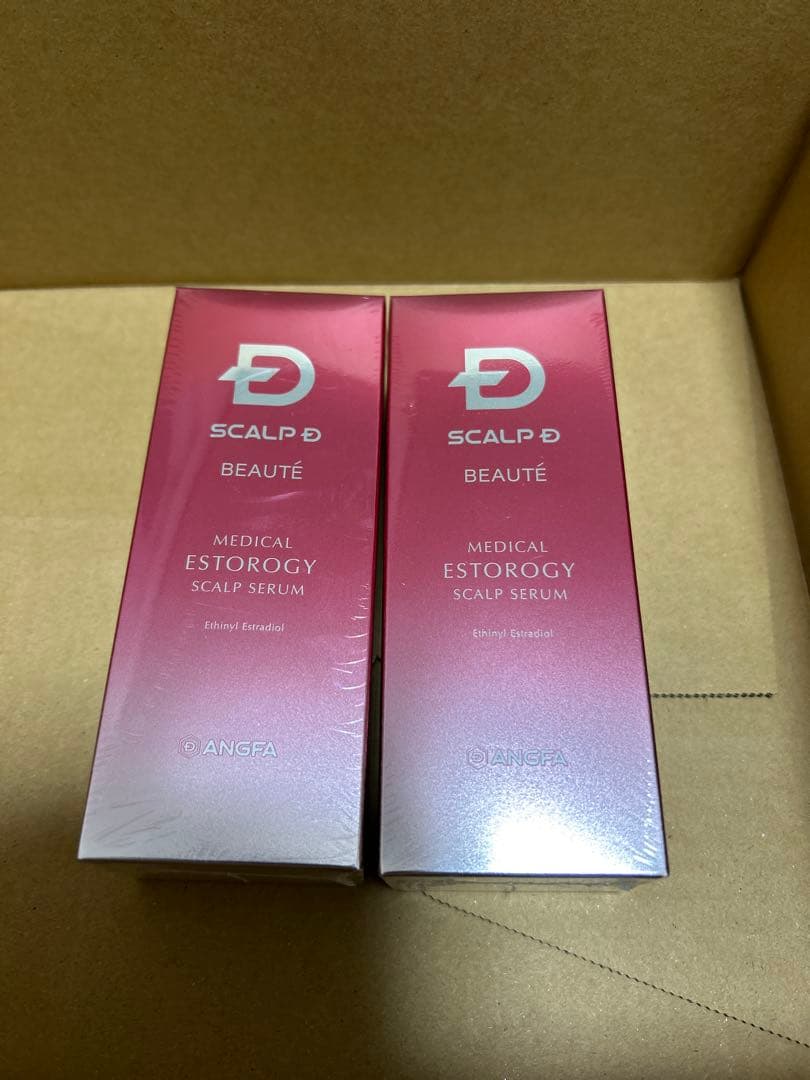 SCALP Đ
BEAUTÉ
MEDICAL
ESTOROGY
SCALP SERUM
Ethinyl Estradiol
ANGFA
SCALP Đ
BEAUTÉ
MEDICAL
ESTOROGY
SCALP SERUM
Ethinyl Estradiol
ANGFA